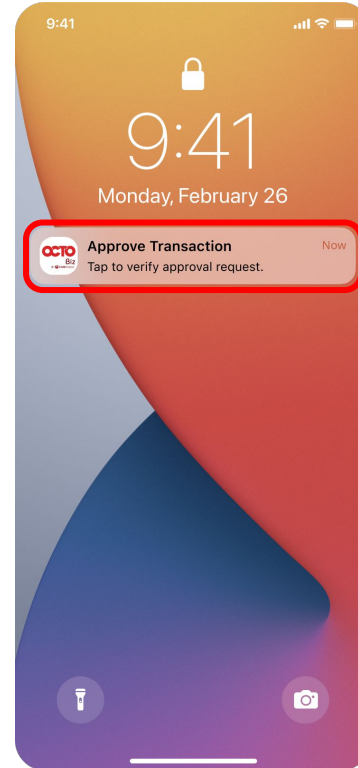 9:41
9:41
Monday, February 26
OCTO
Biz
Approve Transaction
Now
Tap to verify approval request.